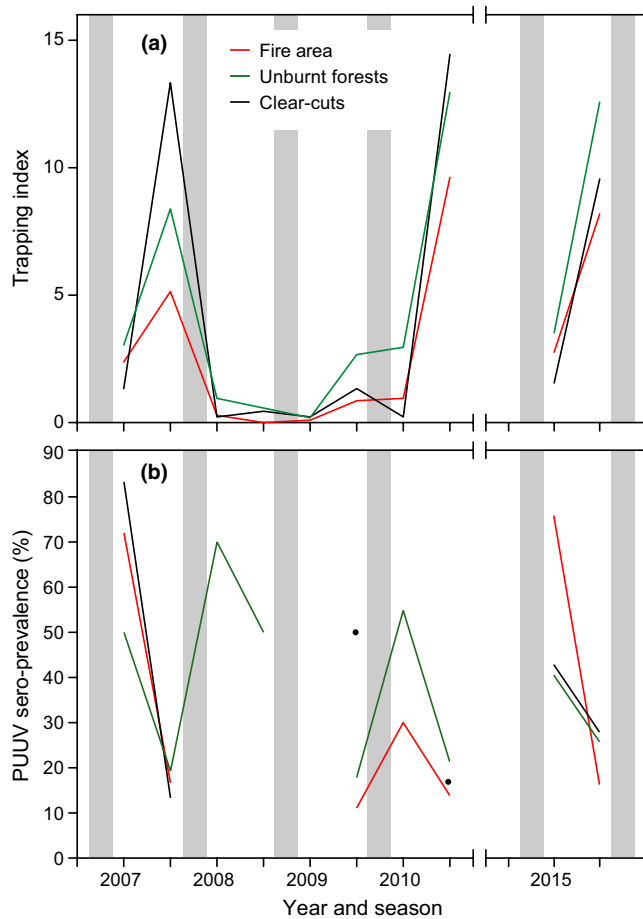 (a)
Fire area
Unburnt forests
Clear-cuts
15
10
5
0
Trapping index
(b)
90
80
70
60
50
40
30
20
10
0
PUUV sero-prevalence (%)
2007 2008 2009 2010 2015
Year and season